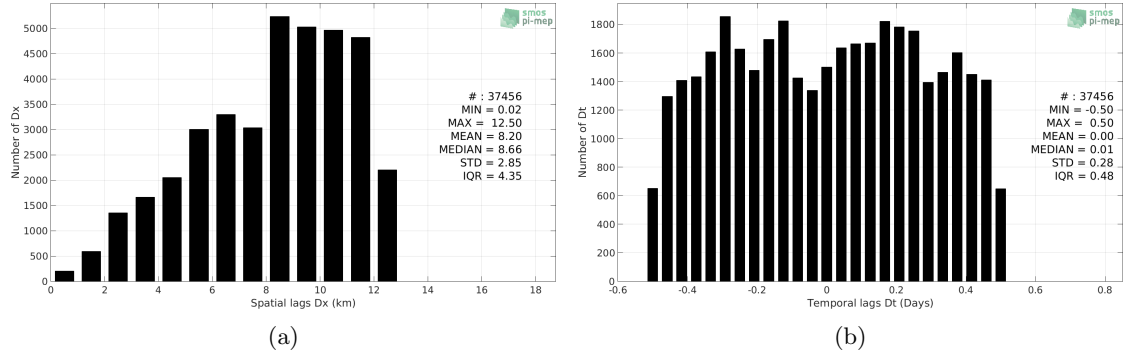 smos
pi-mep
Number of Dx
5000
4500
4000
3500
3000
2500
2000
1500
1000
500
0
# : 37456
MIN = 0.02
MAX = 12.50
MEAN = 8.20
MEDIAN = 8.66
STD = 2.85
IQR = 4.35
0 2 4 6 8 10 12 14 16 18
Spatial lags Dx (km)
(a)
smos
pi-mep
Number of Dt
1800
1600
1400
1200
1000
800
600
400
200
0
# : 37456
MIN = -0.50
MAX = 0.50
MEAN = 0.00
MEDIAN = 0.01
STD = 0.28
IQR = 0.48
-0.6 -0.4 -0.2 0 0.2 0.4 0.6 0.8
Temporal lags Dt (Days)
(b)